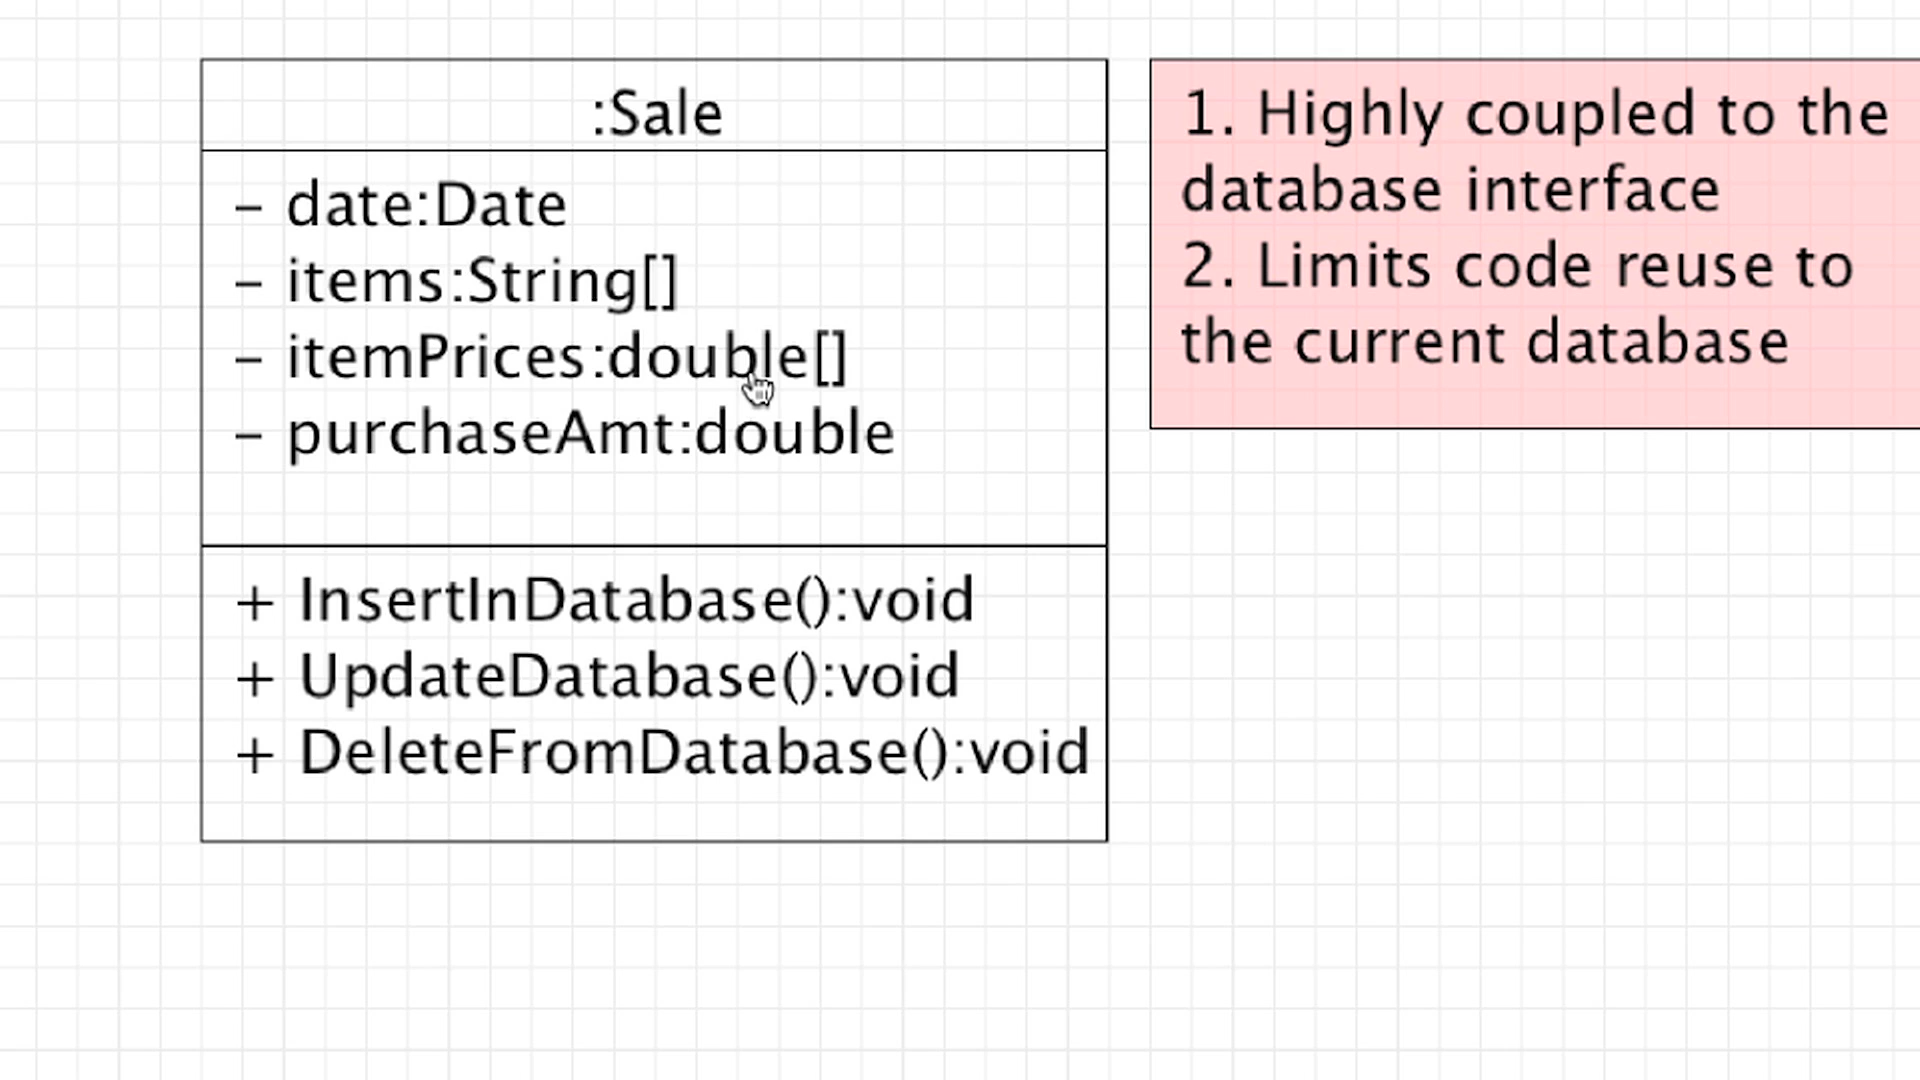 :Sale
– date:Date
– items:String[]
– itemPrices:double[]
– purchaseAmt:double
+ InsertInDatabase():void
+ UpdateDatabase():void
+ DeleteFromDatabase():void
1. Highly coupled to the
database interface
2. Limits code reuse to
the current database